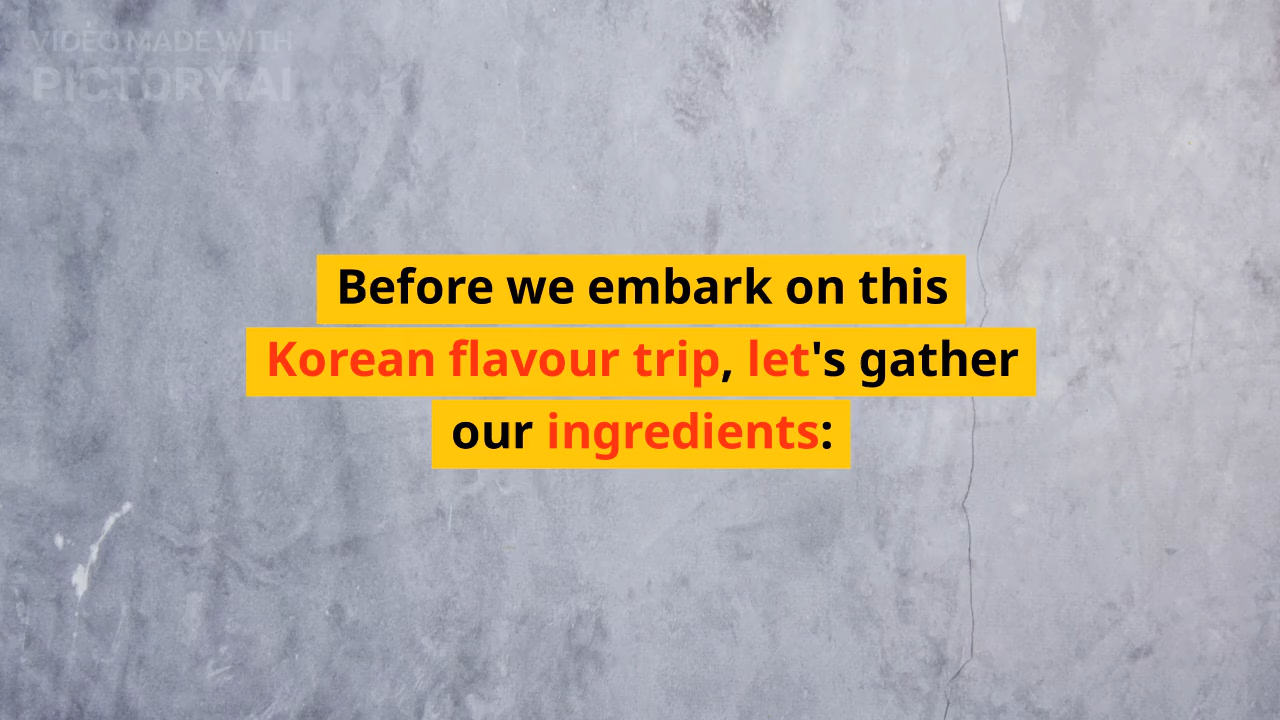 VIDEO MADE WITH
PICTORY.AI
Before we embark on this
Korean flavour trip, let's gather
our ingredients: